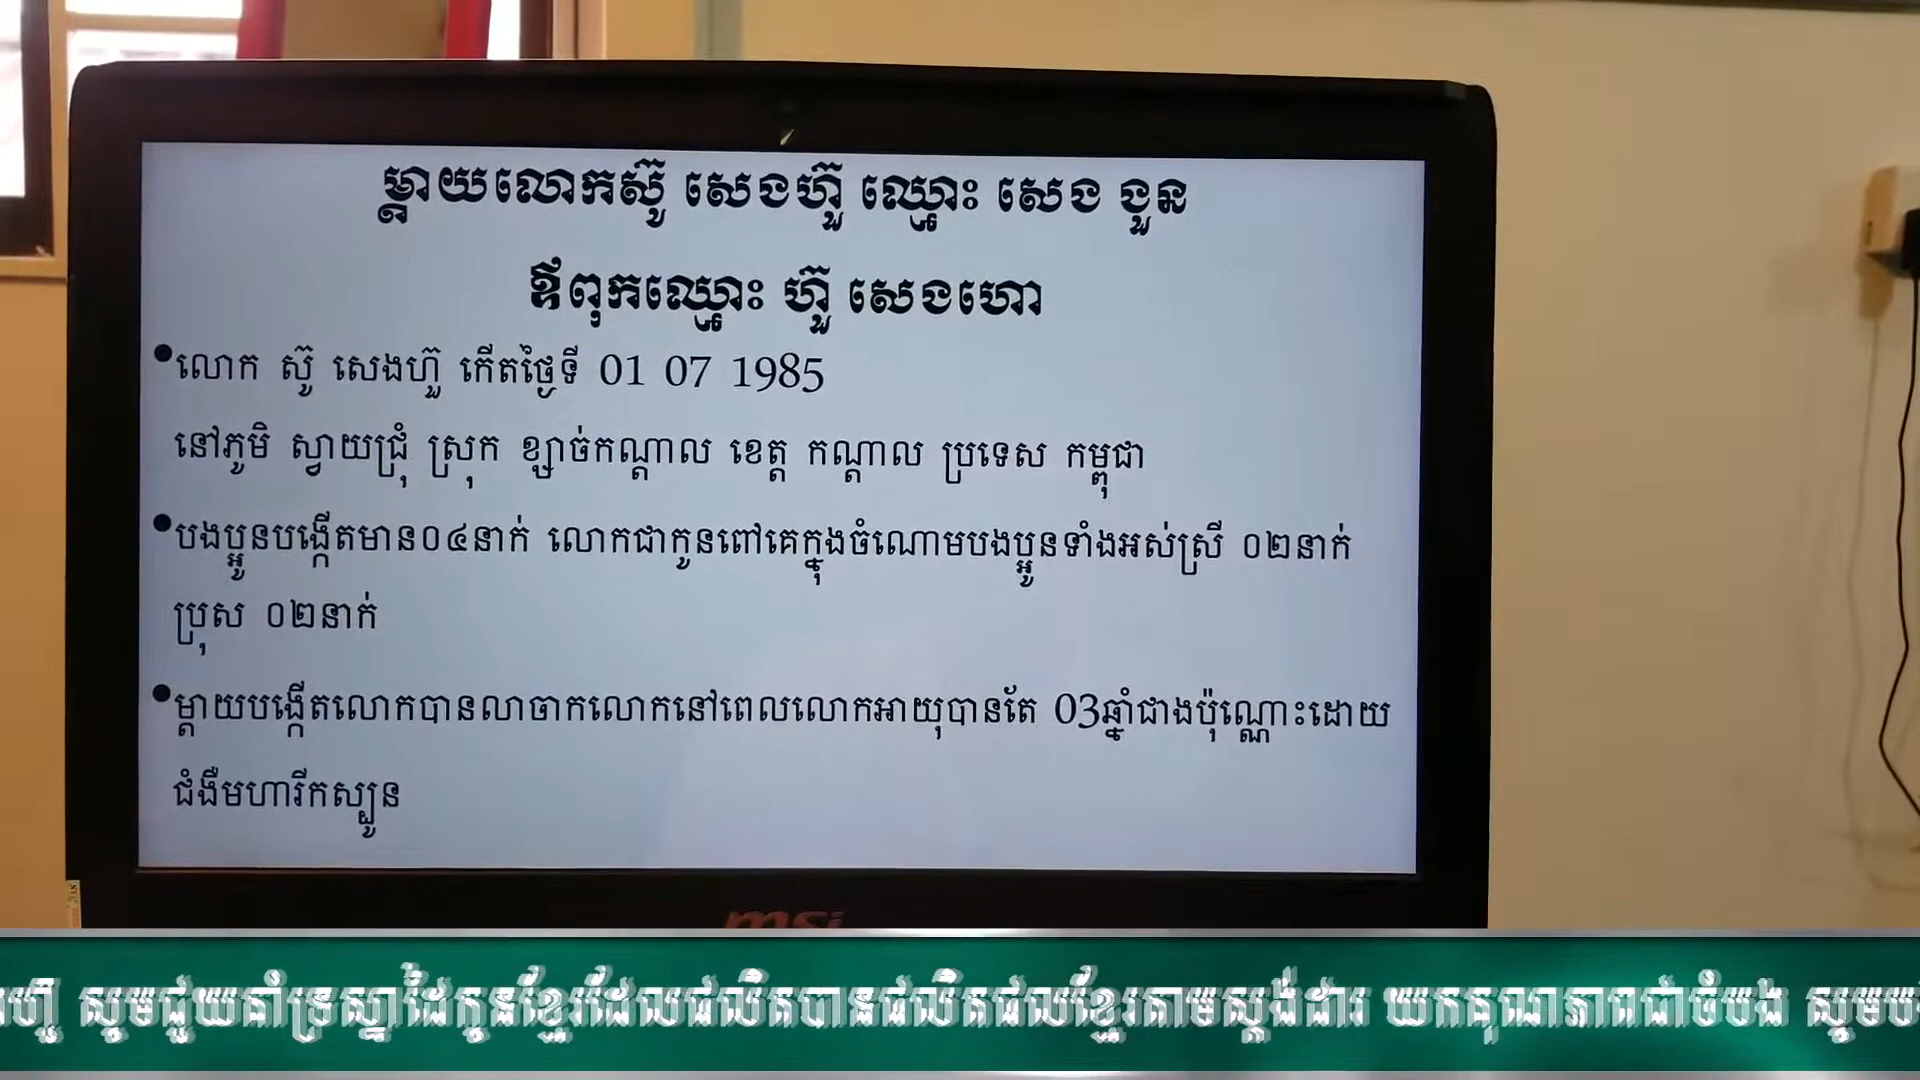 ម្តាយលោកស៊ូ សេងហ៊ួ ឈ្មោះ សេង ងួន
ឪពុកឈ្មោះ ហ៊ួ សេងហោ
•លោក ស៊ូ សេងហ៊ួ កើតថ្ងៃទី 01 07 1985
នៅភូមិ ស្វាយជ្រុំ ស្រុក ខ្សាច់កណ្តាល ខេត្ត កណ្តាល ប្រទេស កម្ពុជា
•បងប្អូនបង្កើតមាន០៤នាក់ លោកជាកូនពៅគេក្នុងចំណោមបងប្អូនទាំងអស់ស្រី ០២នាក់
ប្រុស ០២នាក់
•ម្តាយបង្កើតលោកបានលាចាកលោកនៅពេលលោកអាយុបានតែ 03ឆ្នាំជាងប៉ុណ្ណោះដោយ
ជំងឺមហារីកស្បូន
msi
ហ៊ួ សូមជួយគាំទ្រស្នាដៃកូនខ្មែរដែលផលិតបានផលិតផលខ្មែរតាមស្តង់ដារ យកគុណភាពជាចំបង សូមប